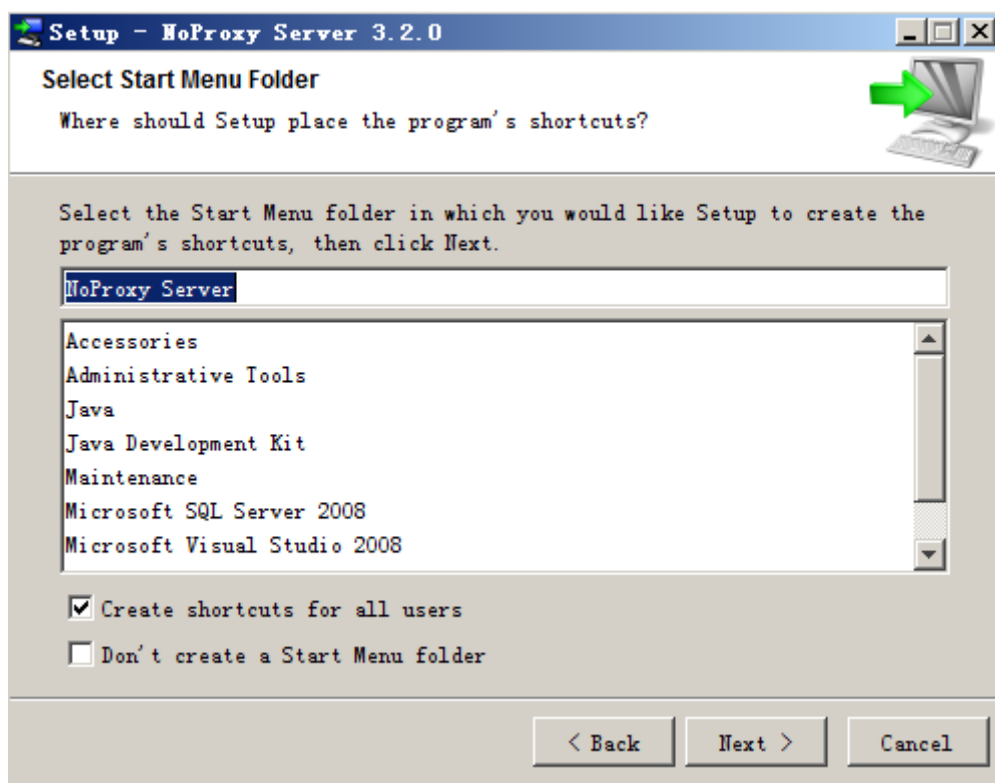 Setup - NoProxy Server 3.2.0
Select Start Menu Folder
Where should Setup place the program's shortcuts?
Select the Start Menu folder in which you would like Setup to create the
program's shortcuts, then click Next.
NoProxy Server
Accessories
Administrative Tools
Java
Java Development Kit
Maintenance
Microsoft SQL Server 2008
Microsoft Visual Studio 2008
Create shortcuts for all users
Don't create a Start Menu folder
< Back
Next >
Cancel